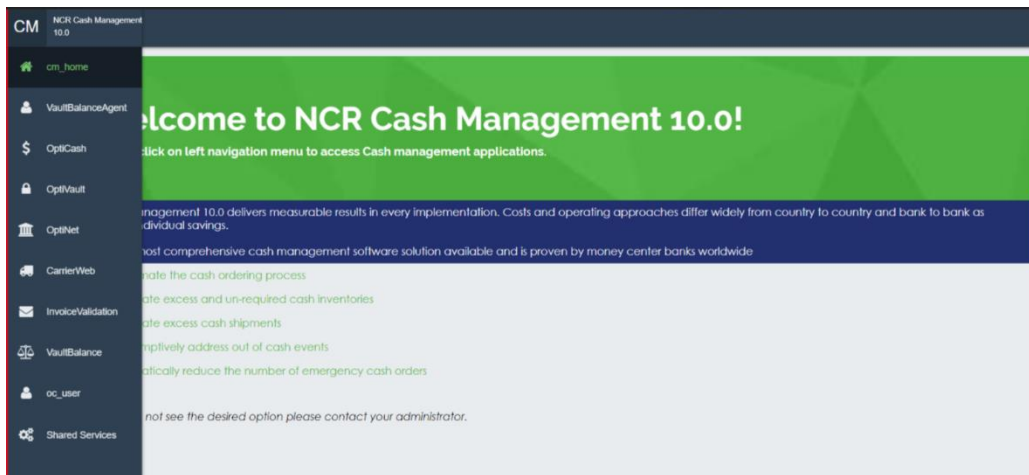 CM
NCR Cash Management
10.0
cm_home
VaultBalanceAgent
OptiCash
OptiVault
OptiNet
CarrierWeb
InvoiceValidation
VaultBalance
oc_user
Shared Services
elcome to NCR Cash Management 10.0!
click on left navigation menu to access Cash management applications.
nagement 10.0 delivers measurable results in every implementation. Costs and operating approaches differ widely from country to country and bank to bank as
dividual savings.
most comprehensive cash management software solution available and is proven by money center banks worldwide
nate the cash ordering process
ate excess and un-required cash inventories
ate excess cash shipments
mptively address out of cash events
atically reduce the number of emergency cash orders
not see the desired option please contact your administrator.